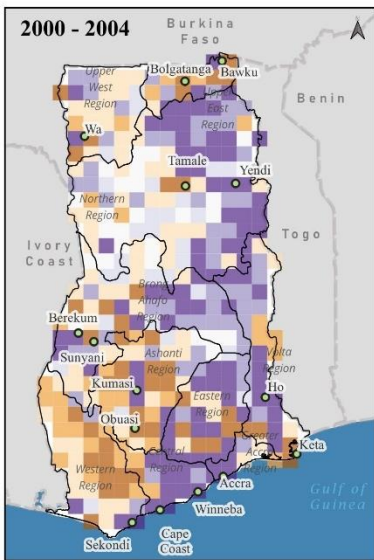 2000 - 2004
Burkina
Faso
Bolgatanga
Bawku
Upper
West
Region
Upper
East
Region
Benin
Wa
Tamale
Yendi
Northern
Region
Togo
Ivory
Coast
Brong
Ahafo
Region
Berekum
Sunyani
Ashanti
Region
Volta
Region
Kumasi
Ho
Eastern
Region
Obuasi
Keta
Greater
Accra
Region
Central
Region
Western
Region
Accra
Gulf of
Guinea
Winneba
Cape
Coast
Sekondi